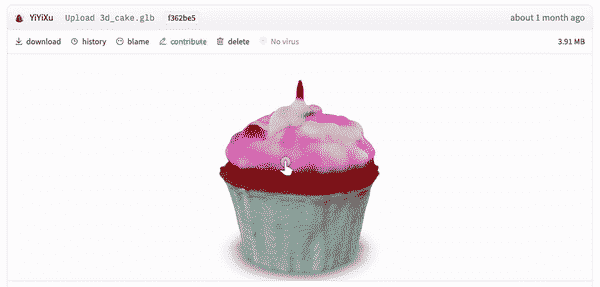 YiYiXu Upload 3d_cake.glb f362be5 about 1 month ago
download history blame contribute delete No virus 3.91 MB